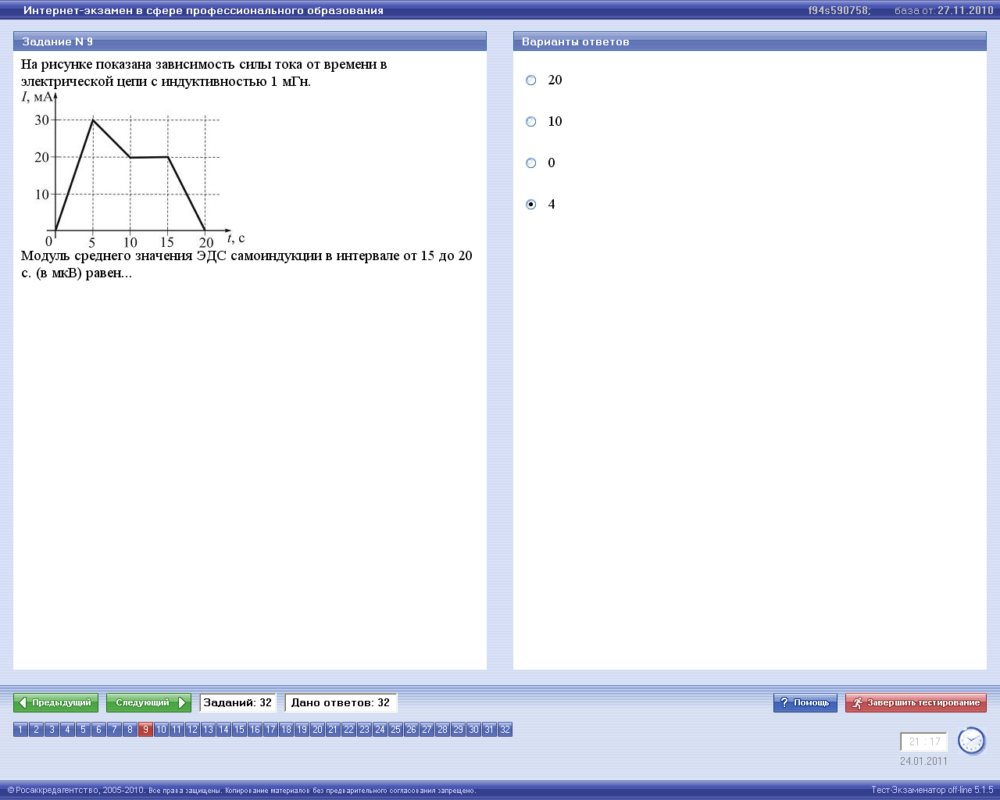 Интернет-экзамен в сфере профессионального образования
f94s590758; база от: 27.11.2010
Задание N 9
На рисунке показана зависимость силы тока от времени в
электрической цепи с индуктивностью 1 мГн.
I, мА
30
20
10
0 5 10 15 20 t, с
Модуль среднего значения ЭДС самоиндукции в интервале от 15 до 20
с. (в мкВ) равен...
Варианты ответов
20
10
0
4
Предыдущий Следующий Заданий: 32 Дано ответов: 32 Помощь Завершить тестирование
1 2 3 4 5 6 7 8 9 10 11 12 13 14 15 16 17 18 19 20 21 22 23 24 25 26 27 28 29 30 31 32
21 : 17
24.01.2011
© Росаккредагентство, 2005-2010. Все права защищены. Копирование материалов без предварительного согласования запрещено. Тест-Экзаменатор off-line 5.1.5